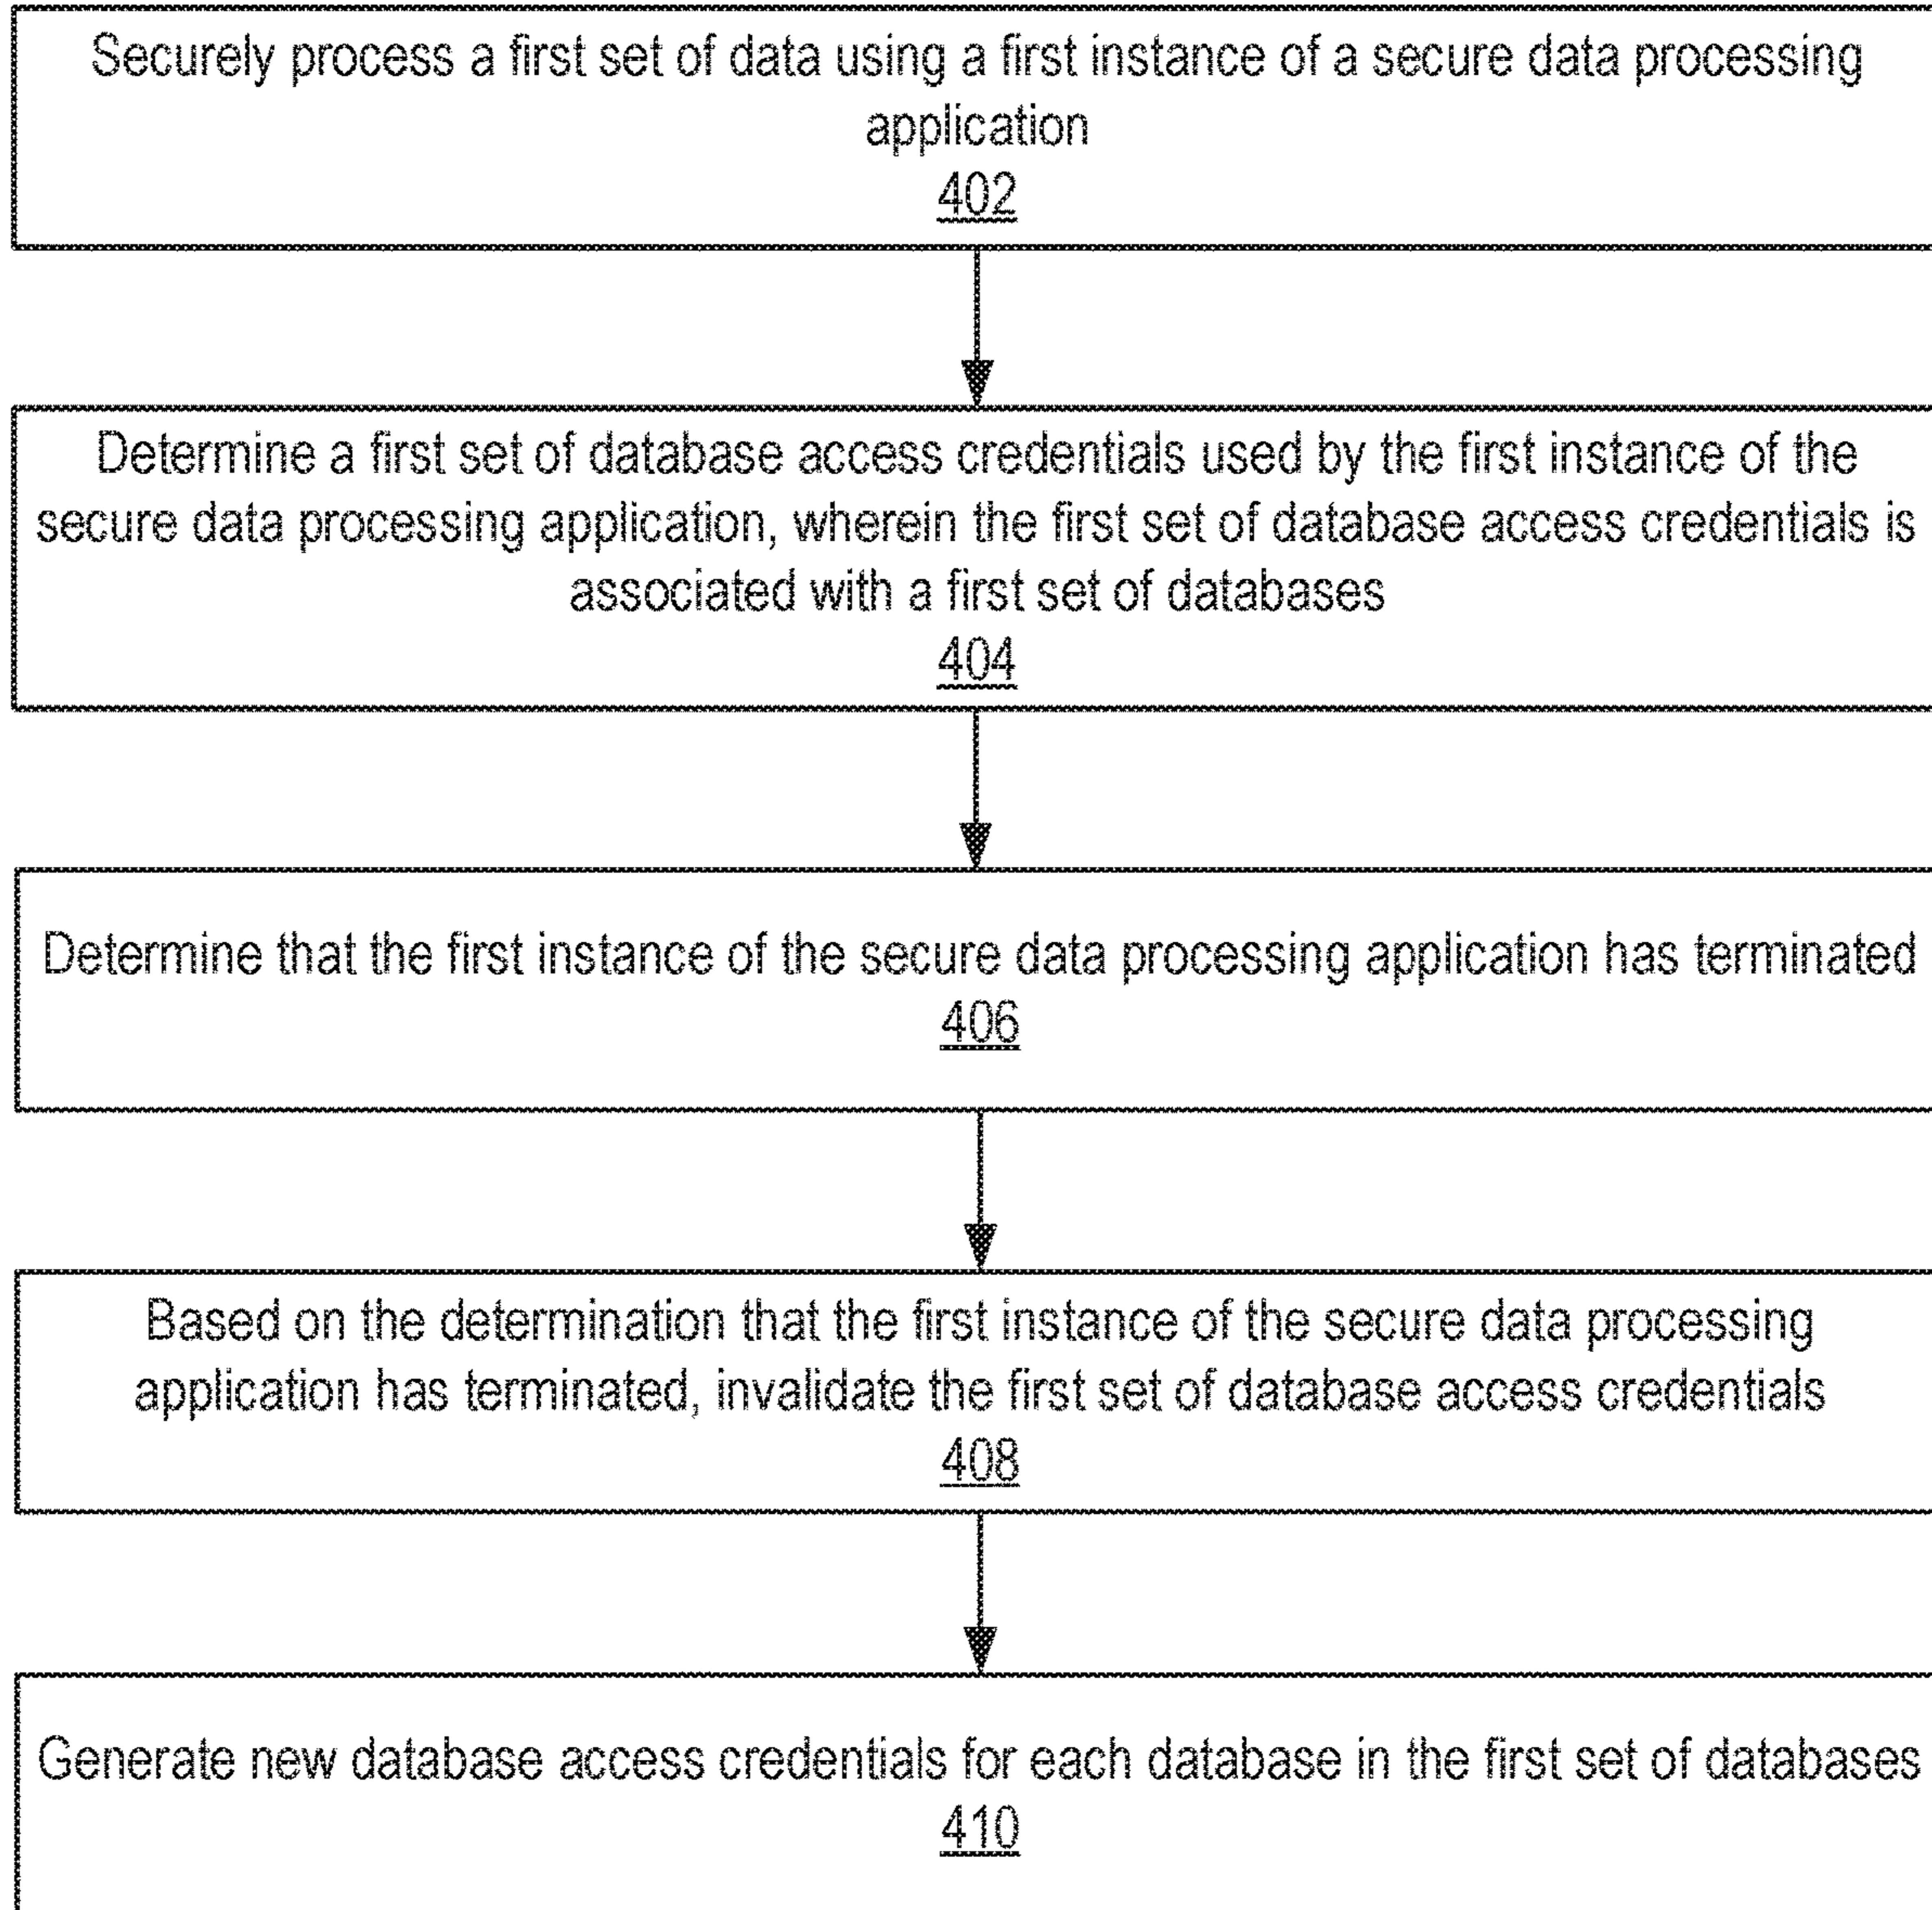 Securely process a first set of data using a first instance of a secure data processing
application
402
Determine a first set of database access credentials used by the first instance of the
secure data processing application, wherein the first set of database access credentials is
associated with a first set of databases
404
Determine that the first instance of the secure data processing application has terminated
406
Based on the determination that the first instance of the secure data processing
application has terminated, invalidate the first set of database access credentials
408
Generate new database access credentials for each database in the first set of databases
410